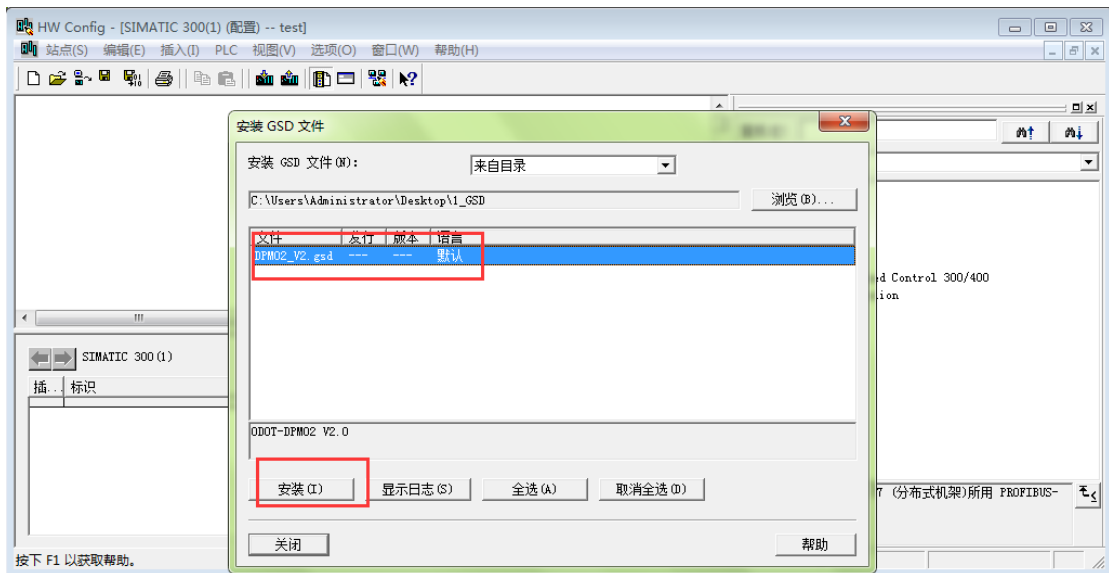 HW Config - [SIMATIC 300(1) (配置) -- test]
站点(S) 编辑(E) 插入(I) PLC 视图(V) 选项(O) 窗口(W) 帮助(H)
安装 GSD 文件
安装 GSD 文件(N): 来自目录
C:\Users\Administrator\Desktop\1_GSD 浏览(B)...
文件 发行 版本 语言
DPM02_V2.gsd --- --- 默认
ed Control 300/400
ion
SIMATIC 300(1)
插... 标识
ODOT-DPM02 V2.0
安装(I) 显示日志(S) 全选(A) 取消全选(D)
7 (分布式机架)所用 PROFIBUS-
关闭 帮助
按下 F1 以获取帮助。